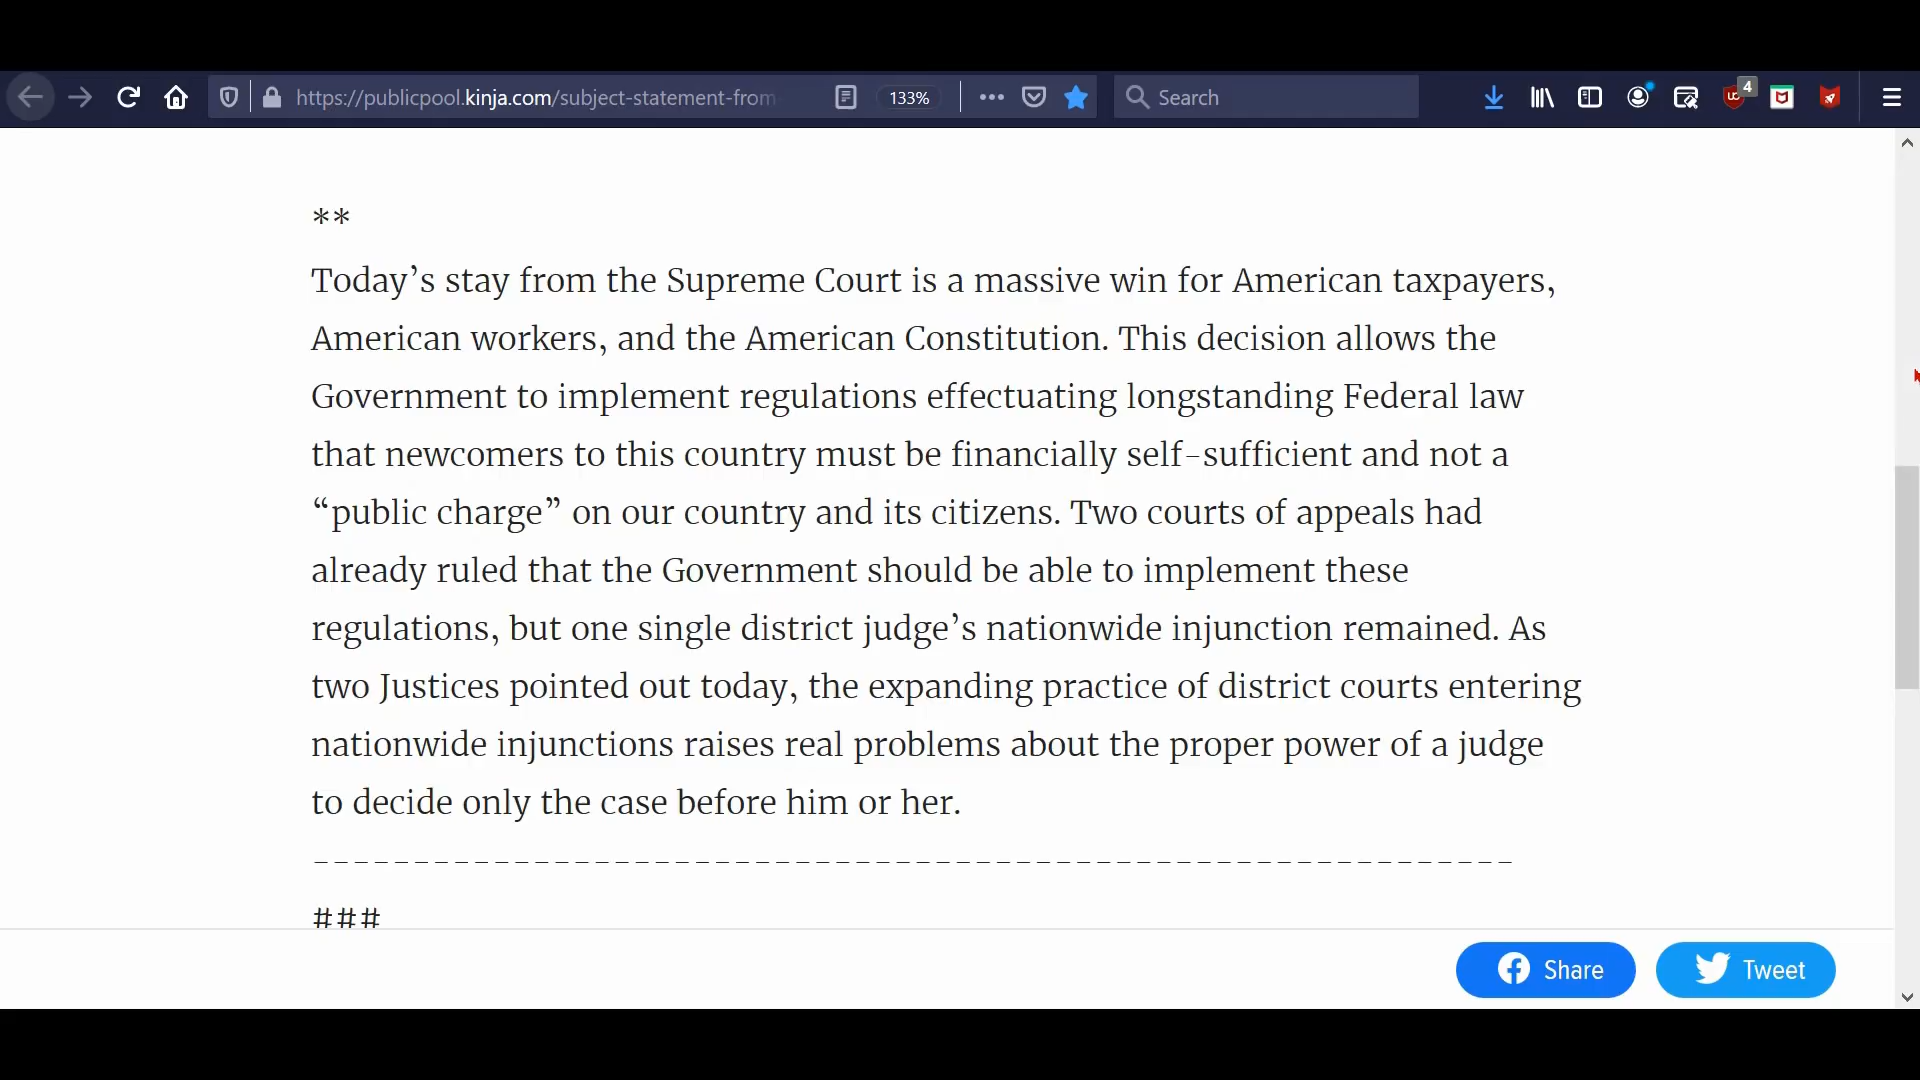 https://publicpool.kinja.com/subject-statement-from
133%
Search
4
**
Today’s stay from the Supreme Court is a massive win for American taxpayers,
American workers, and the American Constitution. This decision allows the
Government to implement regulations effectuating longstanding Federal law
that newcomers to this country must be financially self-sufficient and not a
“public charge” on our country and its citizens. Two courts of appeals had
already ruled that the Government should be able to implement these
regulations, but one single district judge’s nationwide injunction remained. As
two Justices pointed out today, the expanding practice of district courts entering
nationwide injunctions raises real problems about the proper power of a judge
to decide only the case before him or her.
------------------------------------------------------------
###
Share
Tweet